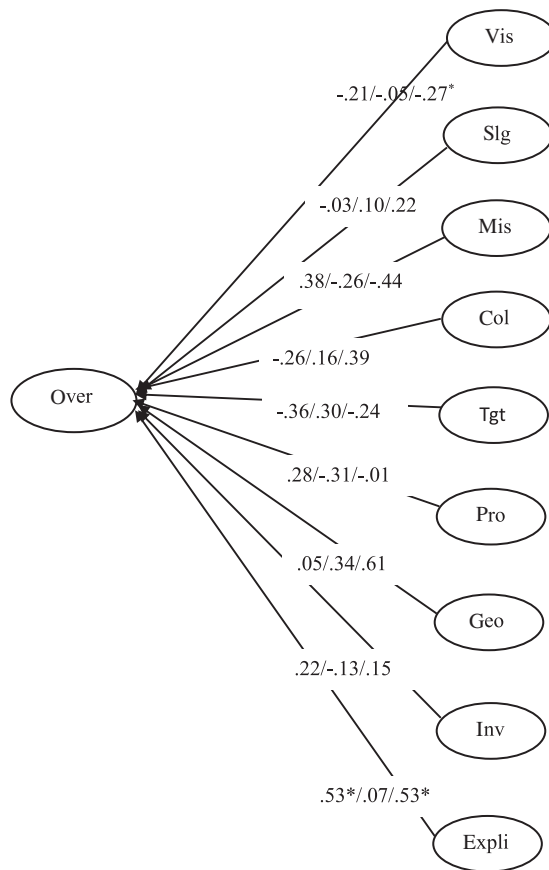 Vis
-.21/-.05/-.27*
Slg
-.03/.10/.22
Mis
.38/-.26/-.44
Col
-.26/.16/.39
Over
Tgt
-.36/.30/-.24
Pro
.28/-.31/-.01
.05/.34/.61
Geo
.22/-.13/.15
Inv
.53*/.07/.53*
Expli